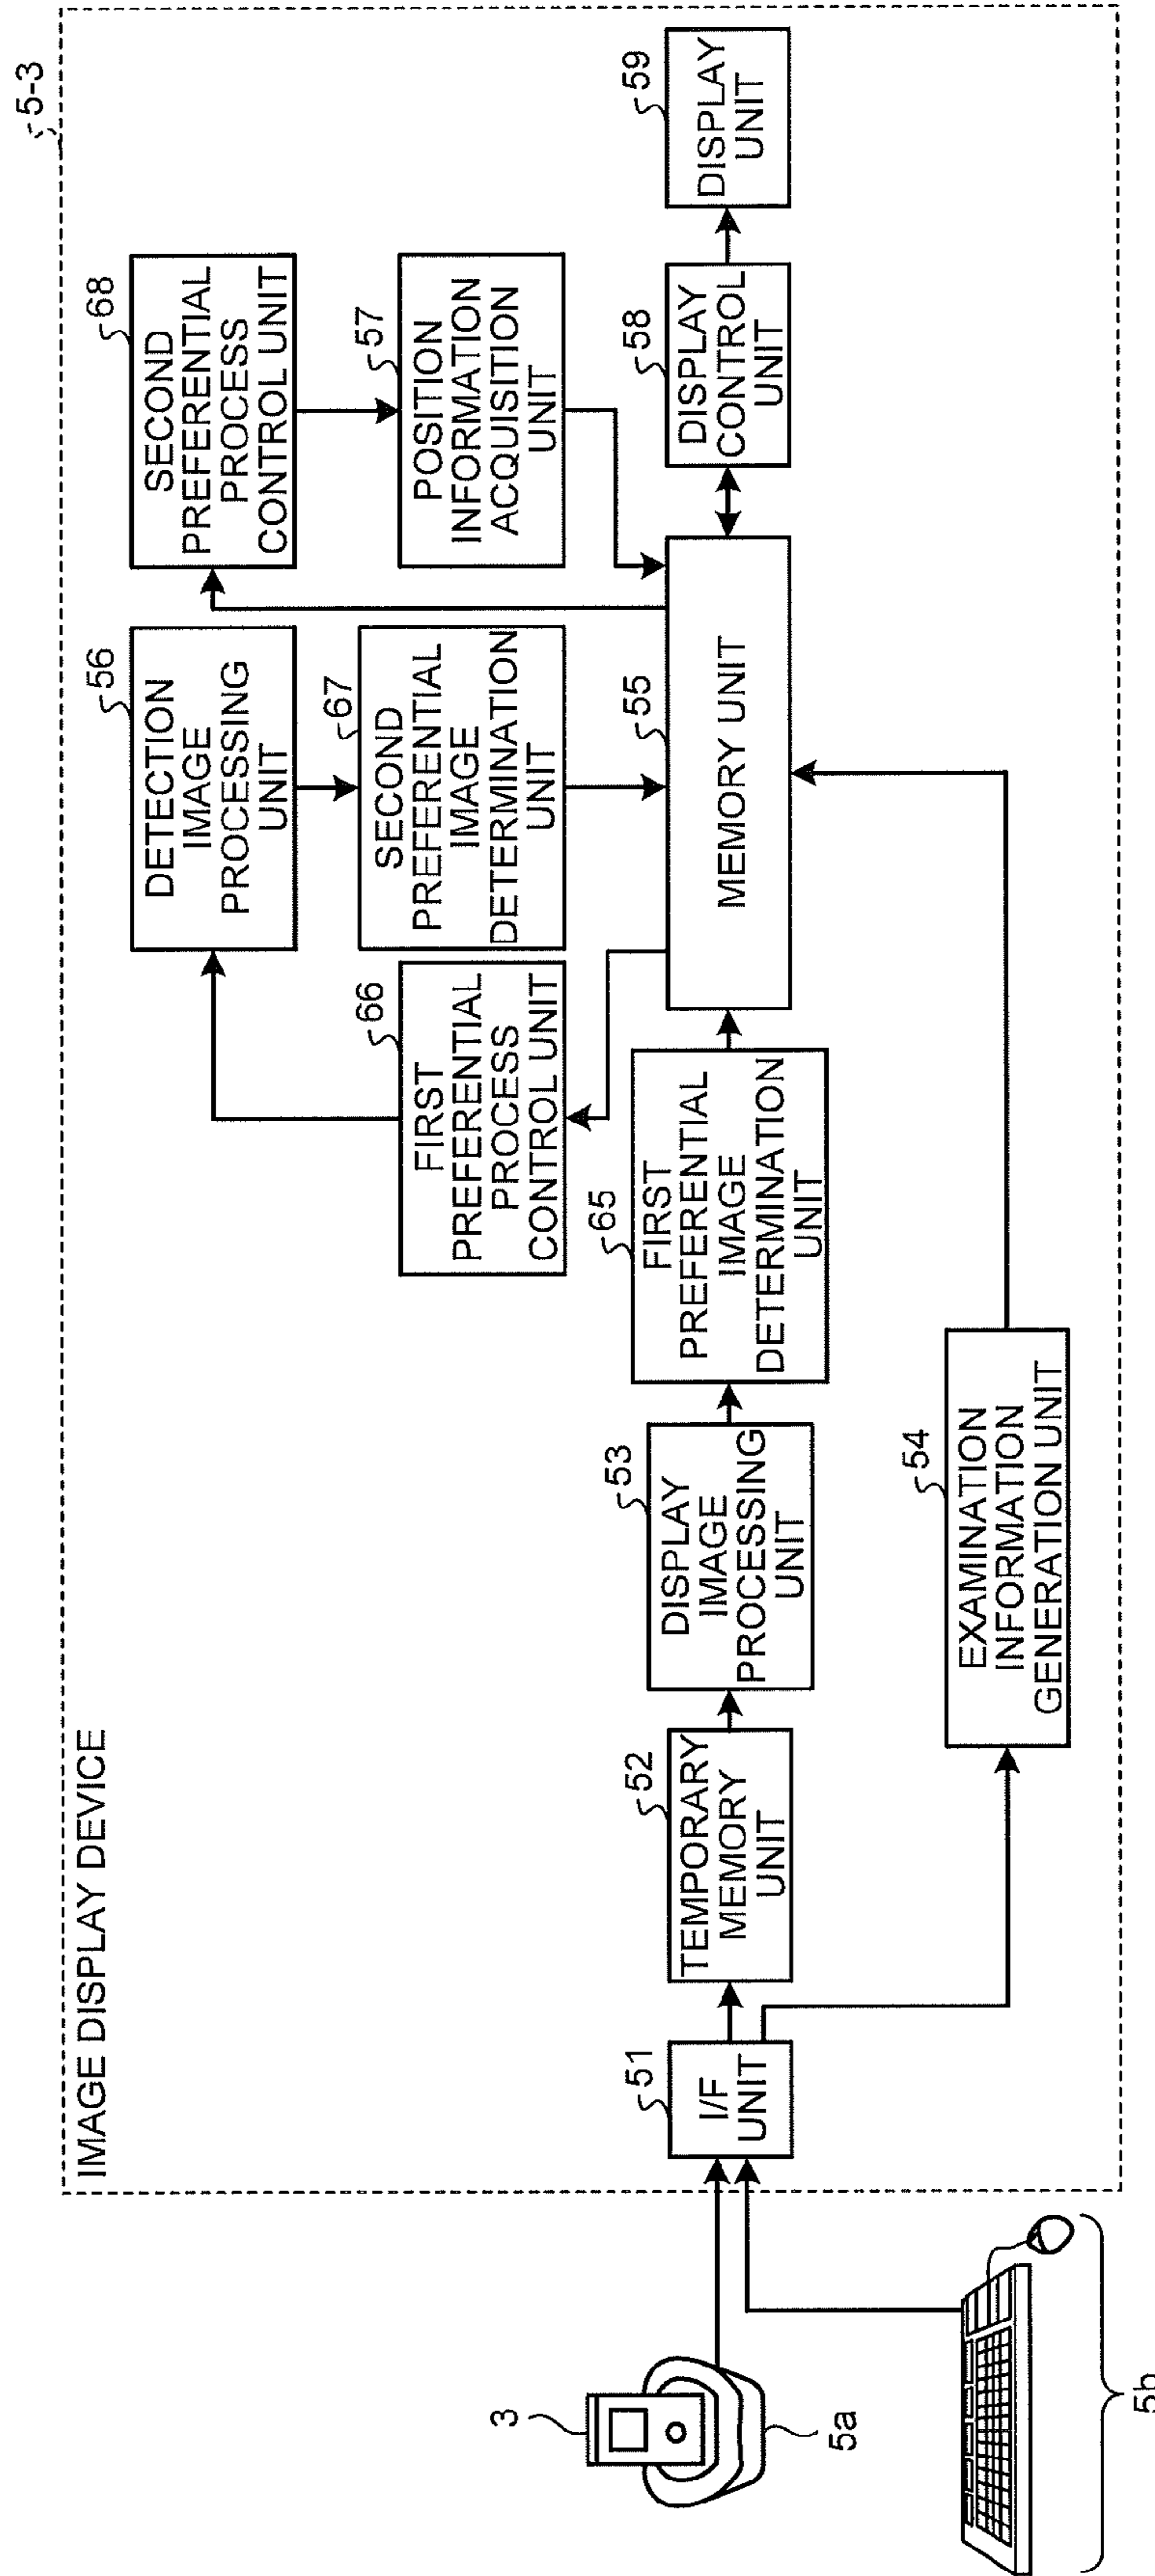 5-3
IMAGE DISPLAY DEVICE
68
SECOND
PREFERENTIAL
PROCESS
CONTROL UNIT
56
DETECTION
IMAGE
PROCESSING
UNIT
57
POSITION
INFORMATION
ACQUISITION
UNIT
67
SECOND
PREFERENTIAL
IMAGE
DETERMINATION
UNIT
66
FIRST
PREFERENTIAL
PROCESS
CONTROL UNIT
3
5a
51
I/F
UNIT
52
TEMPORARY
MEMORY
UNIT
53
DISPLAY
IMAGE
PROCESSING
UNIT
65
FIRST
PREFERENTIAL
IMAGE
DETERMINATION
UNIT
55
MEMORY UNIT
58
DISPLAY
CONTROL
UNIT
59
DISPLAY
UNIT
54
EXAMINATION
INFORMATION
GENERATION UNIT
5b